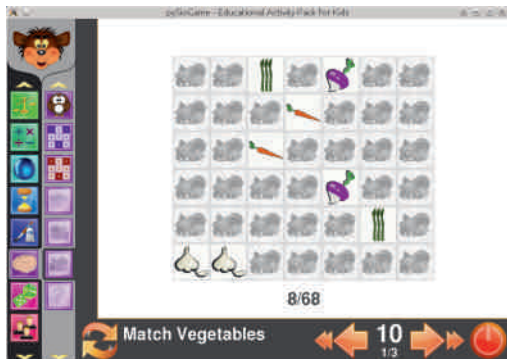 pySioGame - Educational Activity Pack for Kids
8/68
Match Vegetables
10
1/3